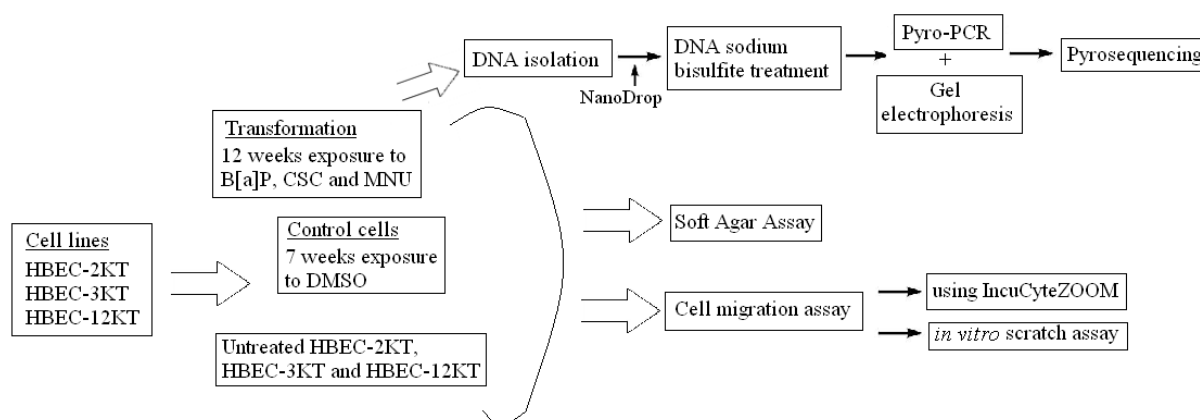 Cell lines
HBEC-2KT
HBEC-3KT
HBEC-12KT
Transformation
12 weeks exposure to
B[a]P, CSC and MNU
Control cells
7 weeks exposure
to DMSO
Untreated HBEC-2KT,
HBEC-3KT and HBEC-12KT
DNA isolation
NanoDrop
DNA sodium
bisulfite treatment
Pyro-PCR
+
Gel
electrophoresis
Pyrosequencing
Soft Agar Assay
Cell migration assay
using IncuCyteZOOM
in vitro scratch assay